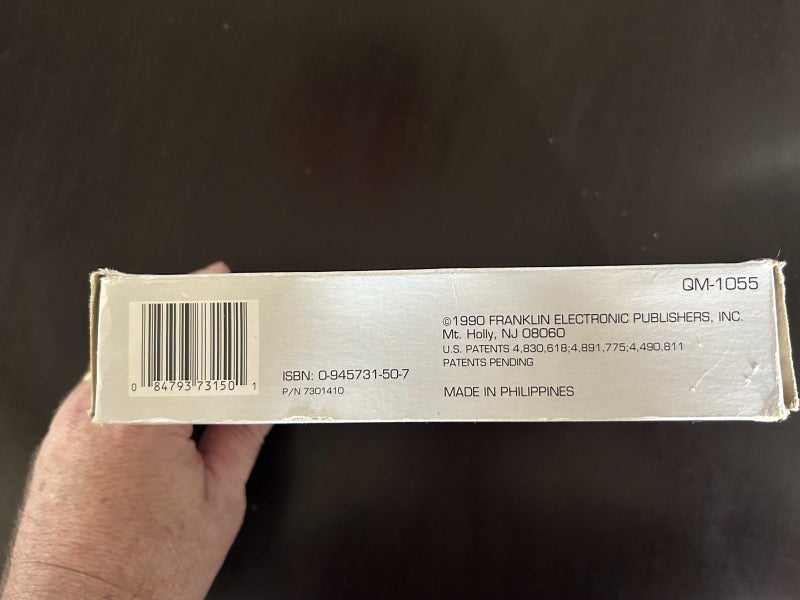 QM-1055
©1990 FRANKLIN ELECTRONIC PUBLISHERS, INC.
Mt. Holly, NJ 08060
U.S. PATENTS 4,830,618;4,891,775;4,490,811
PATENTS PENDING
MADE IN PHILIPPINES
ISBN: 0-945731-50-7
P/N 7301410
0 84793 73150 1